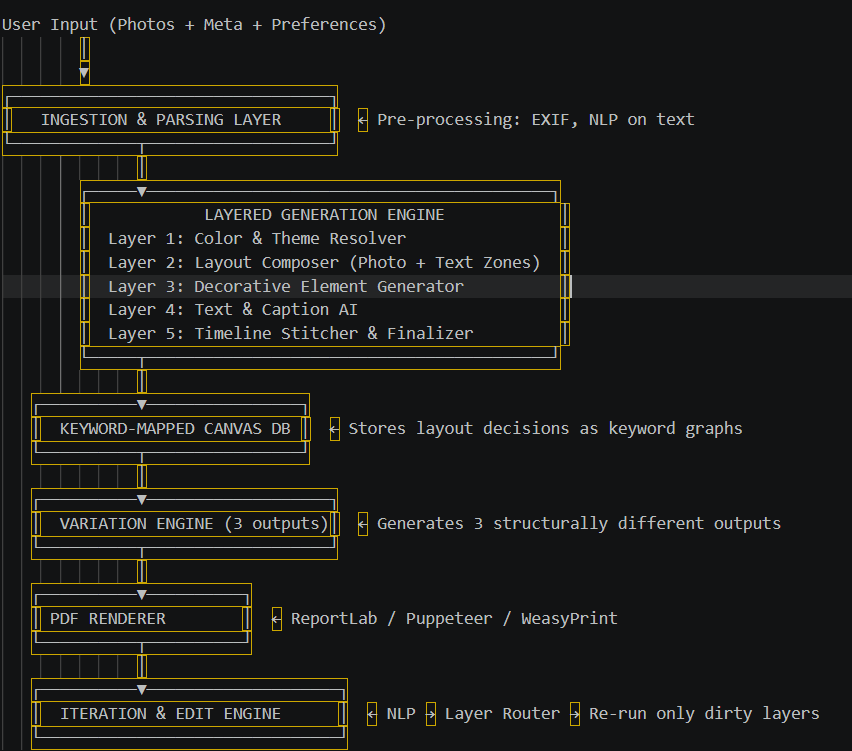 User Input (Photos + Meta + Preferences)
INGESTION & PARSING LAYER ← Pre-processing: EXIF, NLP on text
LAYERED GENERATION ENGINE
Layer 1: Color & Theme Resolver
Layer 2: Layout Composer (Photo + Text Zones)
Layer 3: Decorative Element Generator
Layer 4: Text & Caption AI
Layer 5: Timeline Stitcher & Finalizer
KEYWORD-MAPPED CANVAS DB ← Stores layout decisions as keyword graphs
VARIATION ENGINE (3 outputs) ← Generates 3 structurally different outputs
PDF RENDERER ← ReportLab / Puppeteer / WeasyPrint
ITERATION & EDIT ENGINE ← NLP → Layer Router → Re-run only dirty layers